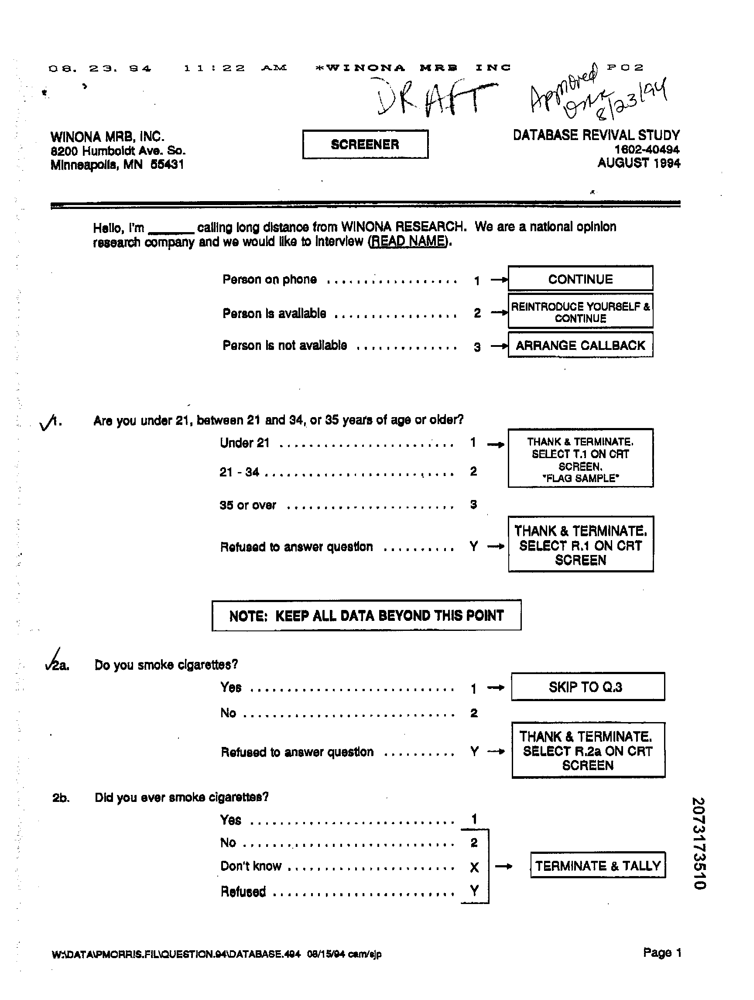 08. 23. 94 11:22 AM *WINONA MRB INC P02
DRAFT
Approved
8/23/94
WINONA MRB, INC.
8200 Humboldt Ave. So.
Minneapolis, MN 55431
SCREENER
DATABASE REVIVAL STUDY
1602-40494
AUGUST 1994
Hello, I'm ______ calling long distance from WINONA RESEARCH. We are a national opinion
research company and we would like to interview (READ NAME).
Person on phone .................. 1 → CONTINUE
Person is available ................. 2 → REINTRODUCE YOURSELF &
CONTINUE
Person is not available .............. 3 → ARRANGE CALLBACK
√1. Are you under 21, between 21 and 34, or 35 years of age or older?
Under 21 ........................ 1 → THANK & TERMINATE.
SELECT T.1 ON CRT
SCREEN.
"FLAG SAMPLE"
21 - 34 .......................... 2
35 or over ....................... 3
Refused to answer question .......... Y → THANK & TERMINATE.
SELECT R.1 ON CRT
SCREEN
NOTE: KEEP ALL DATA BEYOND THIS POINT
√2a. Do you smoke cigarettes?
Yes ............................ 1 → SKIP TO Q.3
No ............................. 2
Refused to answer question .......... Y → THANK & TERMINATE.
SELECT R.2a ON CRT
SCREEN
2b. Did you ever smoke cigarettes?
Yes ............................ 1
No ............................. 2
Don't know ....................... X → TERMINATE & TALLY
Refused ......................... Y
2073173510
W:\DATA\PMORRIS.FIL\QUESTION.94\DATABASE.494 08/15/94 cam/sjp
Page 1